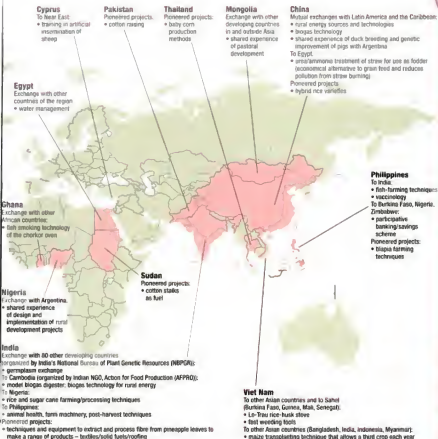 Cyprus
To Near East:
• training in artificial
insemination of
sheep
Pakistan
Pioneered projects:
• cotton raising
Thailand
Pioneered projects:
• baby corn
production
methods
Mongolia
Exchange with other
developing countries
in and outside Asia
• shared experience
of pastoral
development
China
Mutual exchanges with Latin America and the Caribbean:
• rural energy sources and technologies
• biogas technology
• shared experience of duck breeding and genetic
improvement of pigs with Argentina
To Egypt:
• urea/ammonia treatment of straw for use as fodder
(economical alternative to grain feed and reduces
pollution from straw burning)
Pioneered projects
• hybrid rice varieties
Egypt
Exchange with other
countries of the region
• water management
Philippines
To India:
• fish-farming techniques
• vaccinology
To Burkina Faso, Nigeria,
Zimbabwe:
• participative
banking/savings
scheme
Pioneered projects:
• tilapia farming
techniques
Ghana
Exchange with other
African countries:
• fish smoking technology
of the chorkor oven
Sudan
Pioneered projects:
• cotton stalks
as fuel
Nigeria
Exchange with Argentina:
• shared experience
of design and
implementation of rural
development projects
India
Exchange with 80 other developing countries
(organized by India's National Bureau of Plant Genetic Resources (NBPGR)):
• germplasm exchange
To Cambodia (organized by Indian NGO, Action for Food Production (AFPRO)):
• model biogas digester; biogas technology for rural energy
To Nigeria:
• rice and sugar cane farming/processing techniques
To Philippines:
• animal health, farm machinery, post-harvest techniques
Pioneered projects:
• techniques and equipment to extract and process fibre from pineapple leaves to
make a range of products – textiles/solid fuels/roofing
Viet Nam
To other Asian countries and to Sahel
(Burkina Faso, Guinea, Mali, Senegal):
• Lo-Trau rice-husk stove
• fast weeding tools
To other Asian countries (Bangladesh, India, Indonesia, Myanmar):
• maize transplanting technique that allows a third crop each year